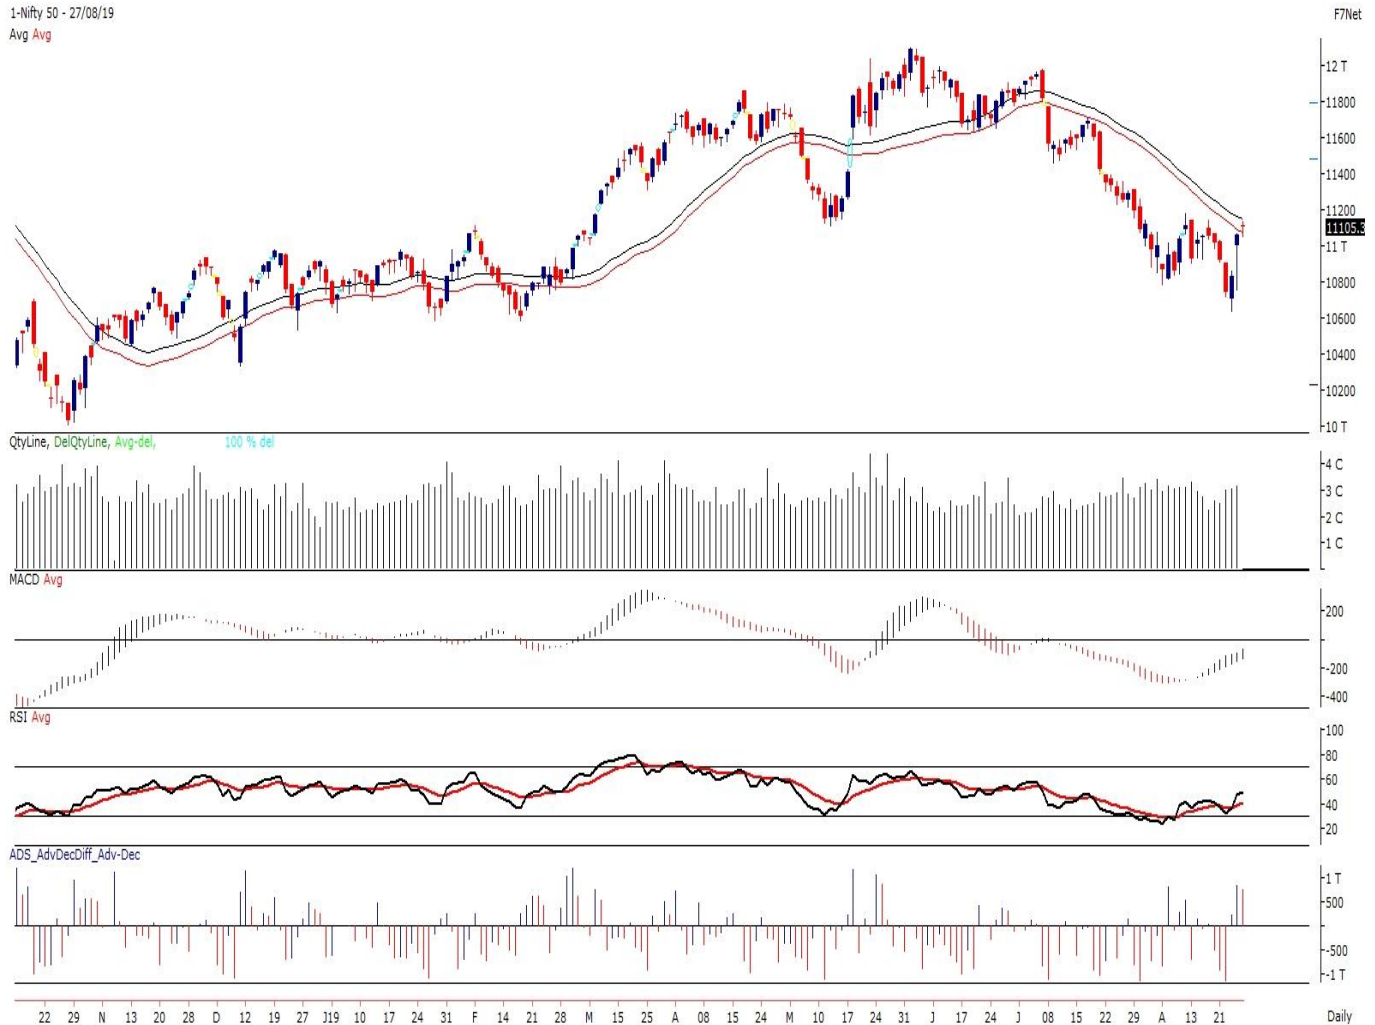 1-Nifty 50 - 27/08/19 F7Net
Avg Avg
12 T
11800
11600
11400
11200
11105.3
11 T
10800
10600
10400
10200
10 T
QtyLine, DelQtyLine, Avg-del, 100 % del
4 C
3 C
2 C
1 C
MACD Avg
200
-200
-400
RSI Avg
100
80
60
40
20
ADS_AdvDecDiff_Adv-Dec
1 T
500
-500
-1 T
22 29 N 13 20 28 D 12 19 27 J19 10 17 24 31 F 14 21 28 M 15 25 A 08 15 24 M 10 17 24 31 J 17 24 J 08 15 22 29 A 13 21 Daily